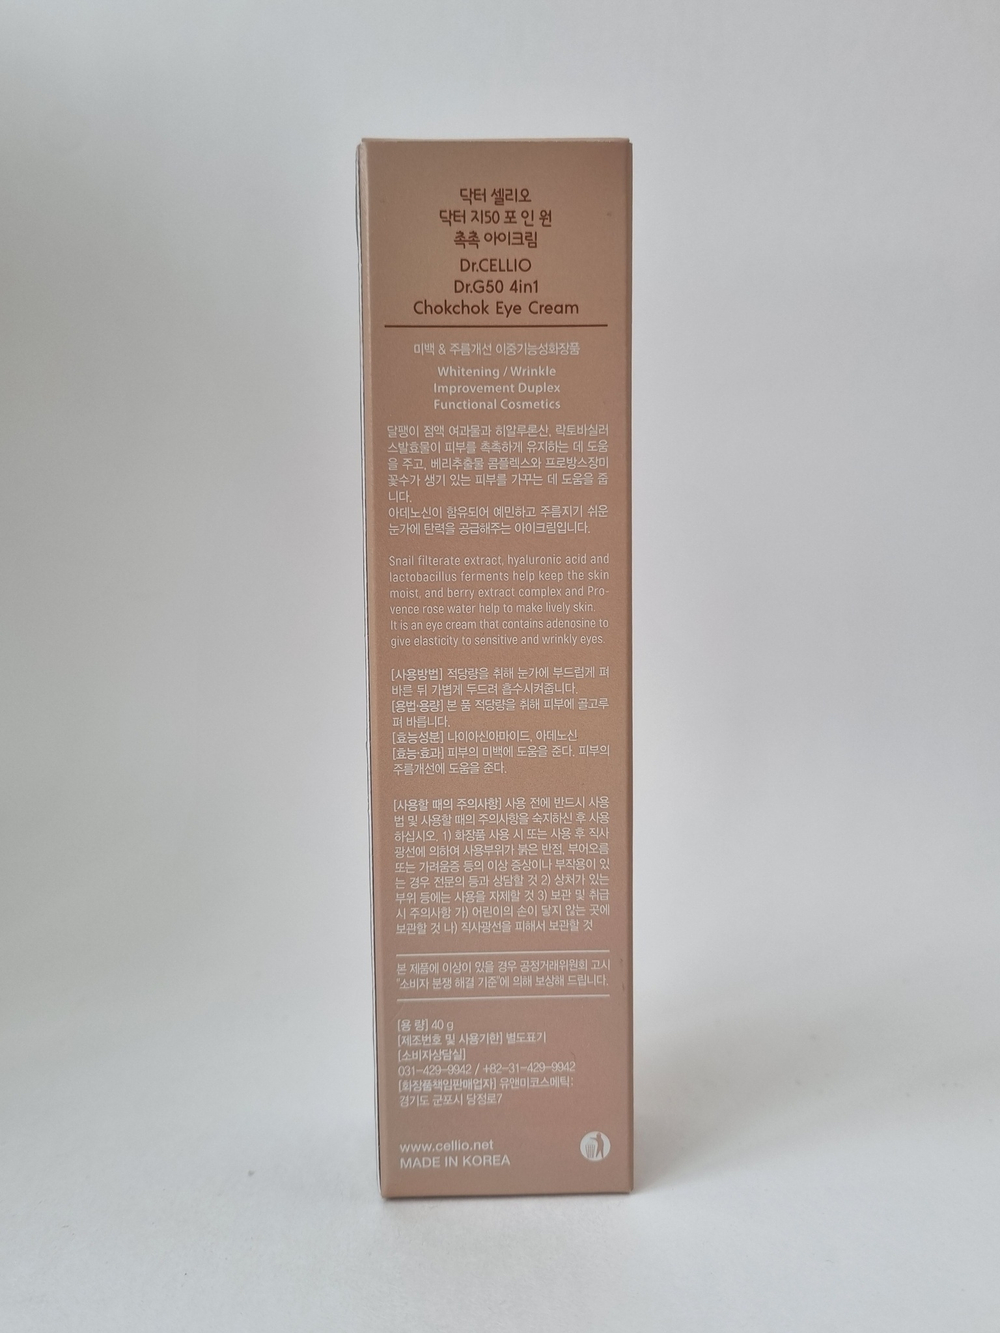 닥터 셀리오
닥터 지50 포 인 원
촉촉 아이크림
Dr.CELLIO
Dr.G50 4in1
Chokchok Eye Cream
미백 & 주름개선 이중기능성화장품
Whitening / Wrinkle
Improvement Duplex
Functional Cosmetics
달팽이 점액 여과물과 히알루론산, 락토바실러
스발효물이 피부를 촉촉하게 유지하는 데 도움
을 주고, 베리추출물 콤플렉스와 프로방스장미
꽃수가 생기 있는 피부를 가꾸는 데 도움을 줍
니다.
아데노신이 함유되어 예민하고 주름지기 쉬운
눈가에 탄력을 공급해주는 아이크림입니다.
Snail filterate extract, hyaluronic acid and
lactobacillus ferments help keep the skin
moist, and berry extract complex and Pro-
vence rose water help to make lively skin.
It is an eye cream that contains adenosine to
give elasticity to sensitive and wrinkly eyes.
[사용방법] 적당량을 취해 눈가에 부드럽게 펴
바른 뒤 가볍게 두드려 흡수시켜줍니다.
[용법·용량] 본 품 적당량을 취해 피부에 골고루
펴 바릅니다.
[효능성분] 나이아신아마이드, 아데노신
[효능·효과] 피부의 미백에 도움을 준다. 피부의
주름개선에 도움을 준다.
[사용할 때의 주의사항] 사용 전에 반드시 사용
법 및 사용할 때의 주의사항을 숙지하신 후 사용
하십시오. 1) 화장품 사용 시 또는 사용 후 직사
광선에 의하여 사용부위가 붉은 반점, 부어오름
또는 가려움증 등의 이상 증상이나 부작용이 있
는 경우 전문의 등과 상담할 것 2) 상처가 있는
부위 등에는 사용을 자제할 것 3) 보관 및 취급
시 주의사항 가) 어린이의 손이 닿지 않는 곳에
보관할 것 나) 직사광선을 피해서 보관할 것
본 제품에 이상이 있을 경우 공정거래위원회 고시
"소비자 분쟁 해결 기준"에 의해 보상해 드립니다.
[용 량] 40 g
[제조번호 및 사용기한] 별도표기
[소비자상담실]
031-429-9942 / +82-31-429-9942
[화장품책임판매업자] 유앤미코스메틱:
경기도 군포시 당정로7
www.cellio.net
MADE IN KOREA